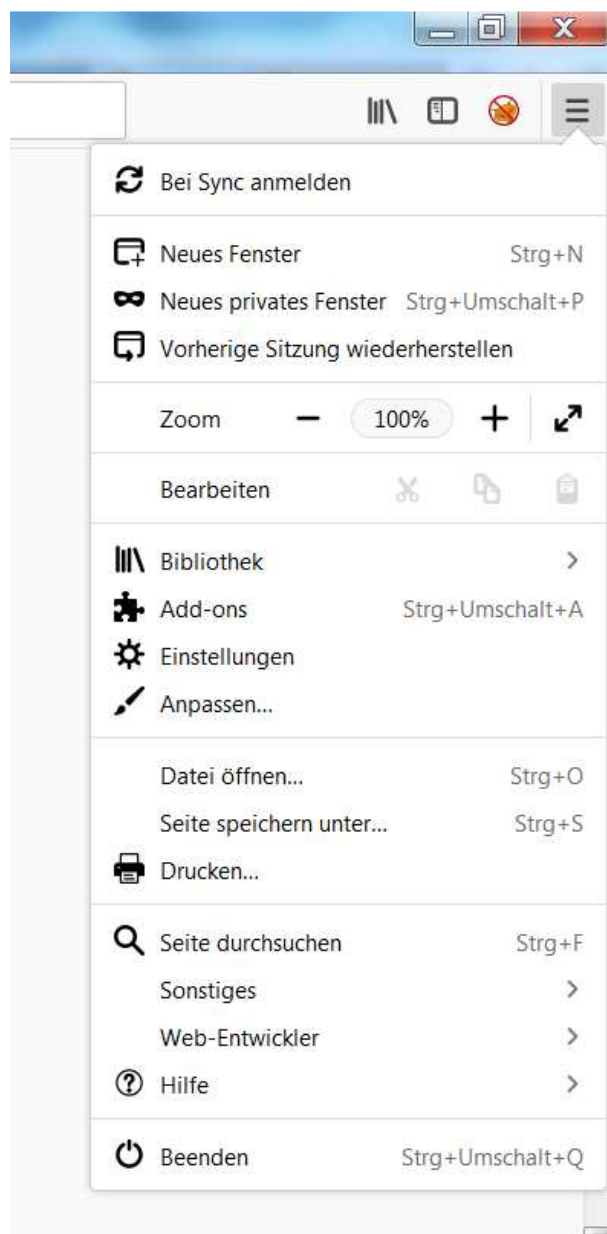 Bei Sync anmelden
Neues Fenster Strg+N
Neues privates Fenster Strg+Umschalt+P
Vorherige Sitzung wiederherstellen
Zoom 100%
Bearbeiten
Bibliothek
Add-ons Strg+Umschalt+A
Einstellungen
Anpassen...
Datei öffnen... Strg+O
Seite speichern unter... Strg+S
Drucken...
Seite durchsuchen Strg+F
Sonstiges
Web-Entwickler
Hilfe
Beenden Strg+Umschalt+Q